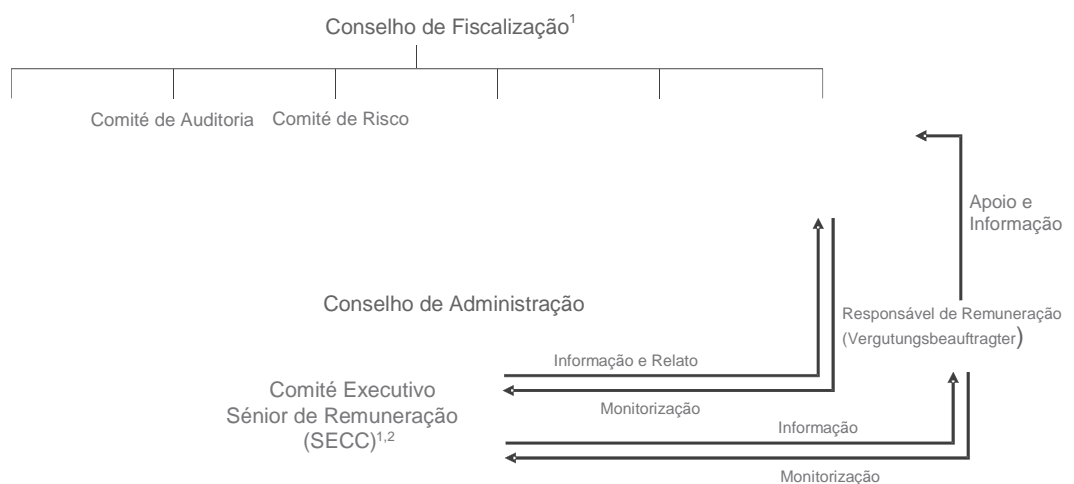 Conselho de Fiscalização¹
Comité de Auditoria
Comité de Risco
Apoio e
Informação
Conselho de Administração
Responsável de Remuneração
(Vergutungsbeauftragter)
Informação e Relato
Comité Executivo
Sénior de Remuneração
(SECC)¹,²
Monitorização
Informação
Monitorização